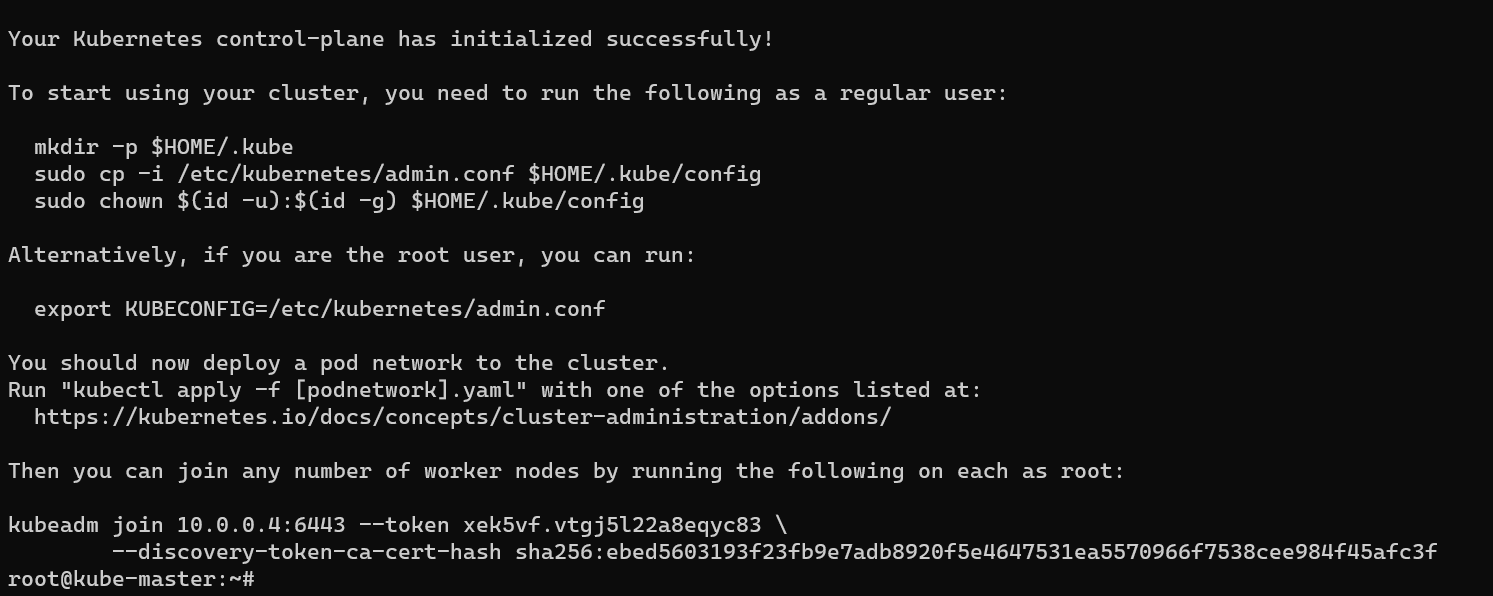 Your Kubernetes control-plane has initialized successfully!
To start using your cluster, you need to run the following as a regular user:
mkdir -p $HOME/.kube
sudo cp -i /etc/kubernetes/admin.conf $HOME/.kube/config
sudo chown $(id -u):$(id -g) $HOME/.kube/config
Alternatively, if you are the root user, you can run:
export KUBECONFIG=/etc/kubernetes/admin.conf
You should now deploy a pod network to the cluster.
Run "kubectl apply -f [podnetwork].yaml" with one of the options listed at:
https://kubernetes.io/docs/concepts/cluster-administration/addons/
Then you can join any number of worker nodes by running the following on each as root:
kubeadm join 10.0.0.4:6443 --token xek5vf.vtgj5l22a8eqyc83 \
--discovery-token-ca-cert-hash sha256:ebed5603193f23fb9e7adb8920f5e4647531ea5570966f7538cee984f45afc3f
root@kube-master:~#